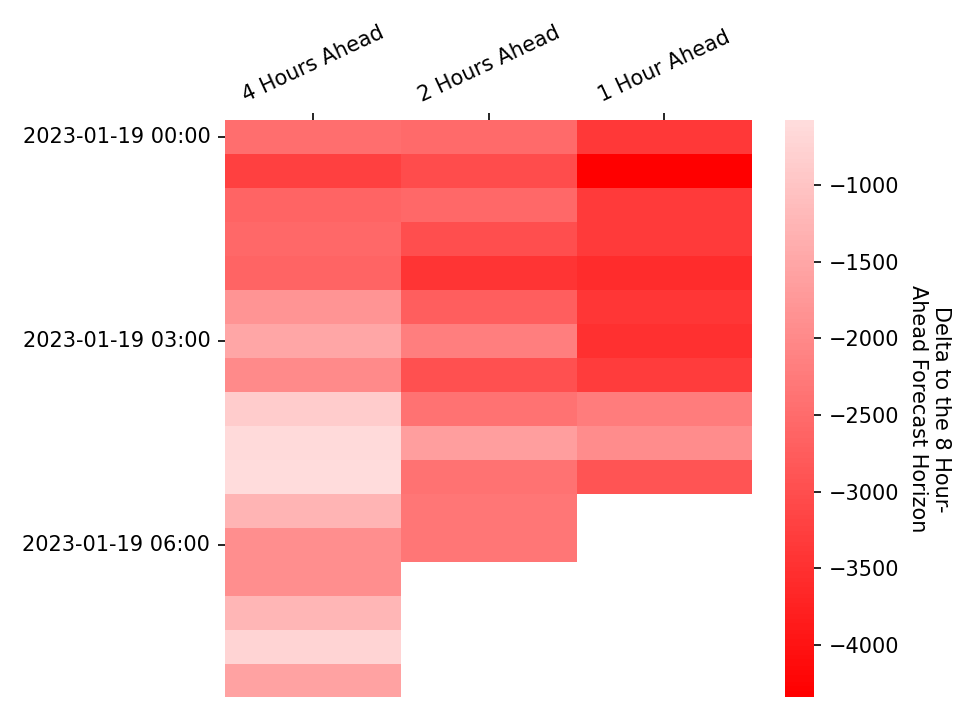 4 Hours Ahead
2 Hours Ahead
1 Hour Ahead
2023-01-19 00:00
2023-01-19 03:00
2023-01-19 06:00
−1000
−1500
−2000
−2500
−3000
−3500
−4000
Delta to the 8 Hour-
Ahead Forecast Horizon